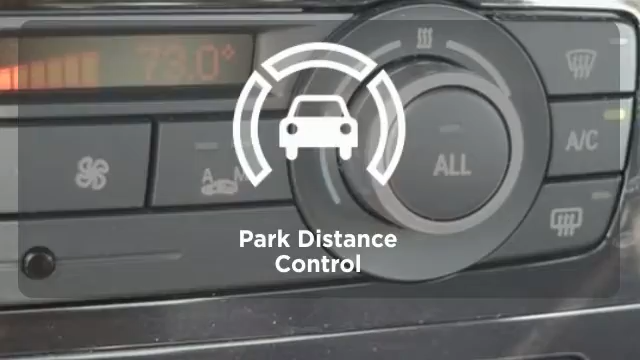 73.0°
ALL
A/C
A M
Park Distance
Control